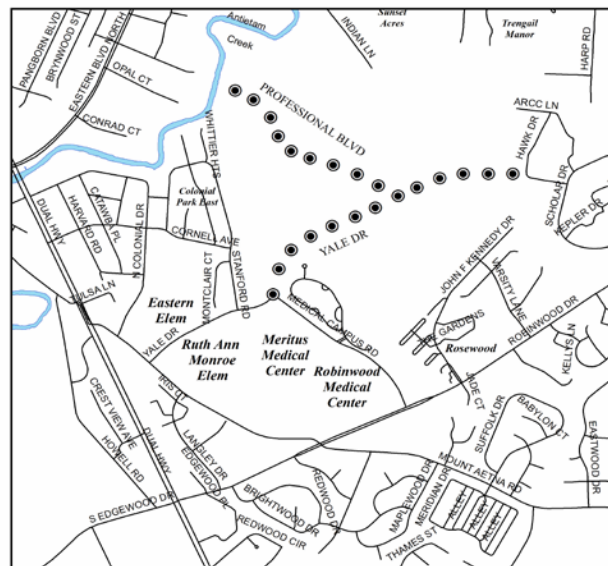 PANGBORN BLVD
BRYNWOOD ST
EASTERN BLVD NORTH
OPAL CT
CONRAD CT
Antietam
Creek
INDIAN LN
Sunset
Acres
Trengail
Manor
HARP RD
PROFESSIONAL BLVD
ARCC LN
HAWK DR
SCHOLAR DR
KEPLER DR
WHITTIER HTS
Colonial
Park East
CATAWBA PL
HARVARD RD
DUAL HWY
N COLONIAL DR
CORNELL AVE
TULSA LN
MONTCLAIR CT
STANFORD RD
YALE DR
JOHN F KENNEDY DR
VARSITY LANE
ROBINWOOD DR
KELLYS LN
GARDENS
Rosewood
JADE CT
MEDICAL CAMPUS RD
Eastern
Elem
YALE DR
Ruth Ann
Monroe
Elem
Meritus
Medical
Center
Robinwood
Medical
Center
IRIS CT
CREST VIEW AVE
HOWELL RD
DUAL HWY
LANGLEY DR
EDGEWOOD PL
S EDGEWOOD DR
BRIGHTWOOD DR
REDWOOD CIR
REDWOOD DR
MAPLEWOOD DR
MERIDIAN DR
THAMES ST
SUFFOLK DR
BABYLON CT
MOUNT AETNA RD
EASTWOOD DR
ALLEY
ALLEY
ALLEY